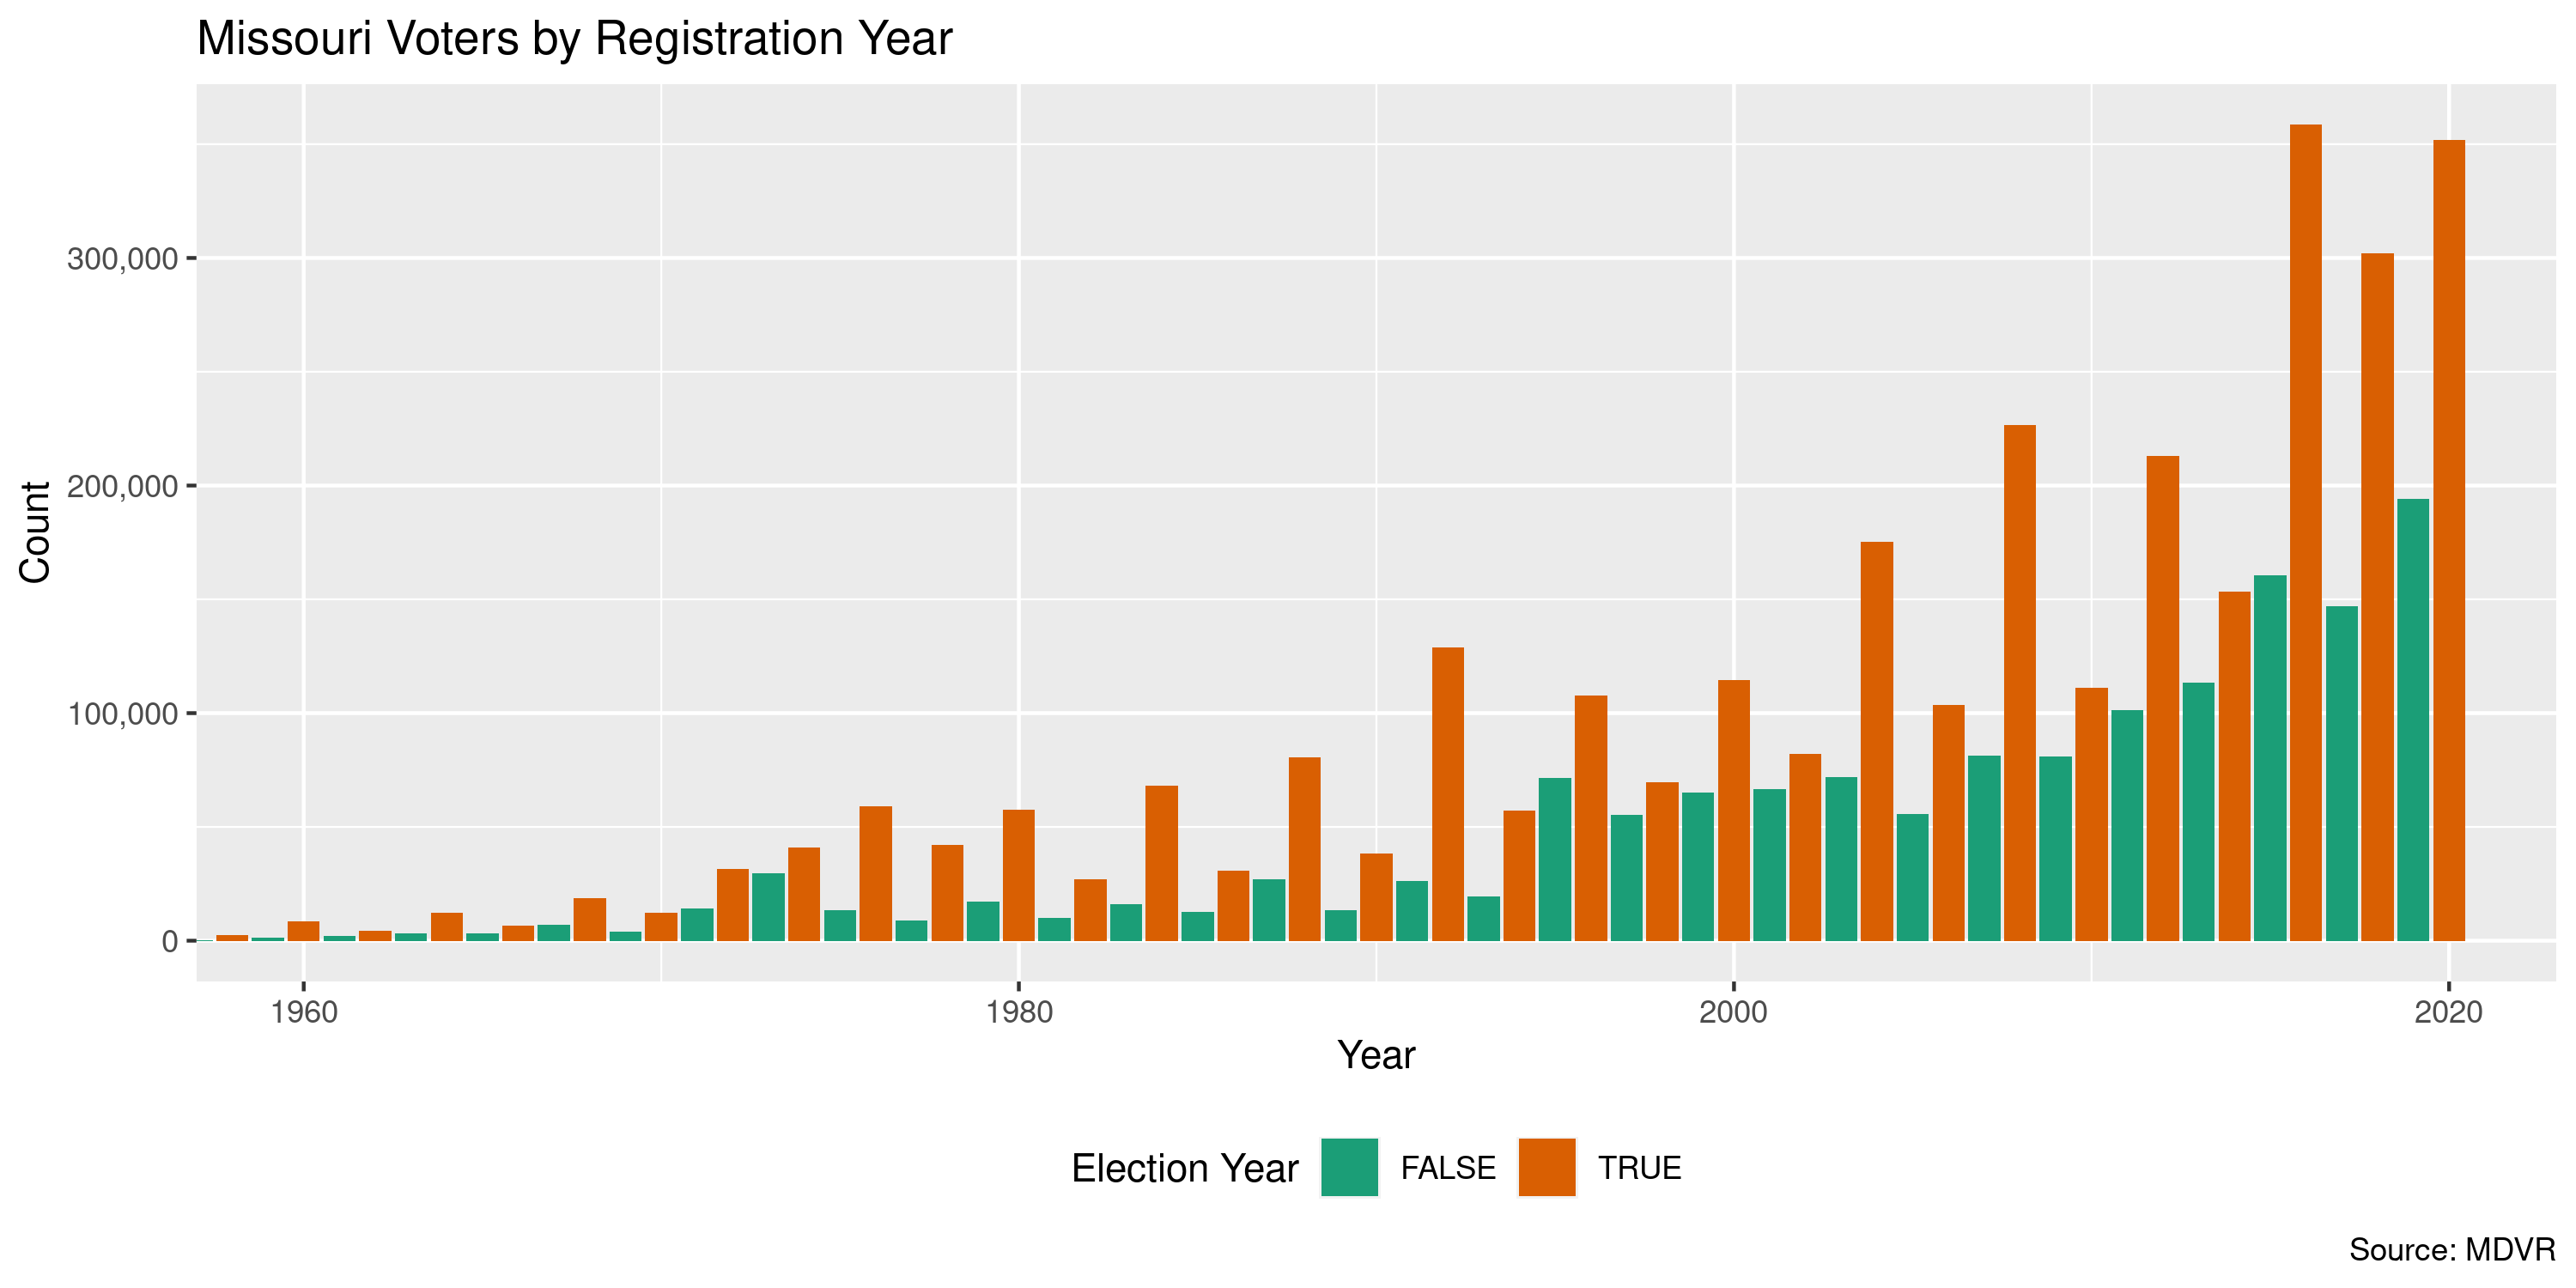 Missouri Voters by Registration Year
300,000
200,000
100,000
0
Count
1960 1980 2000 2020
Year
Election Year FALSE TRUE
Source: MDVR